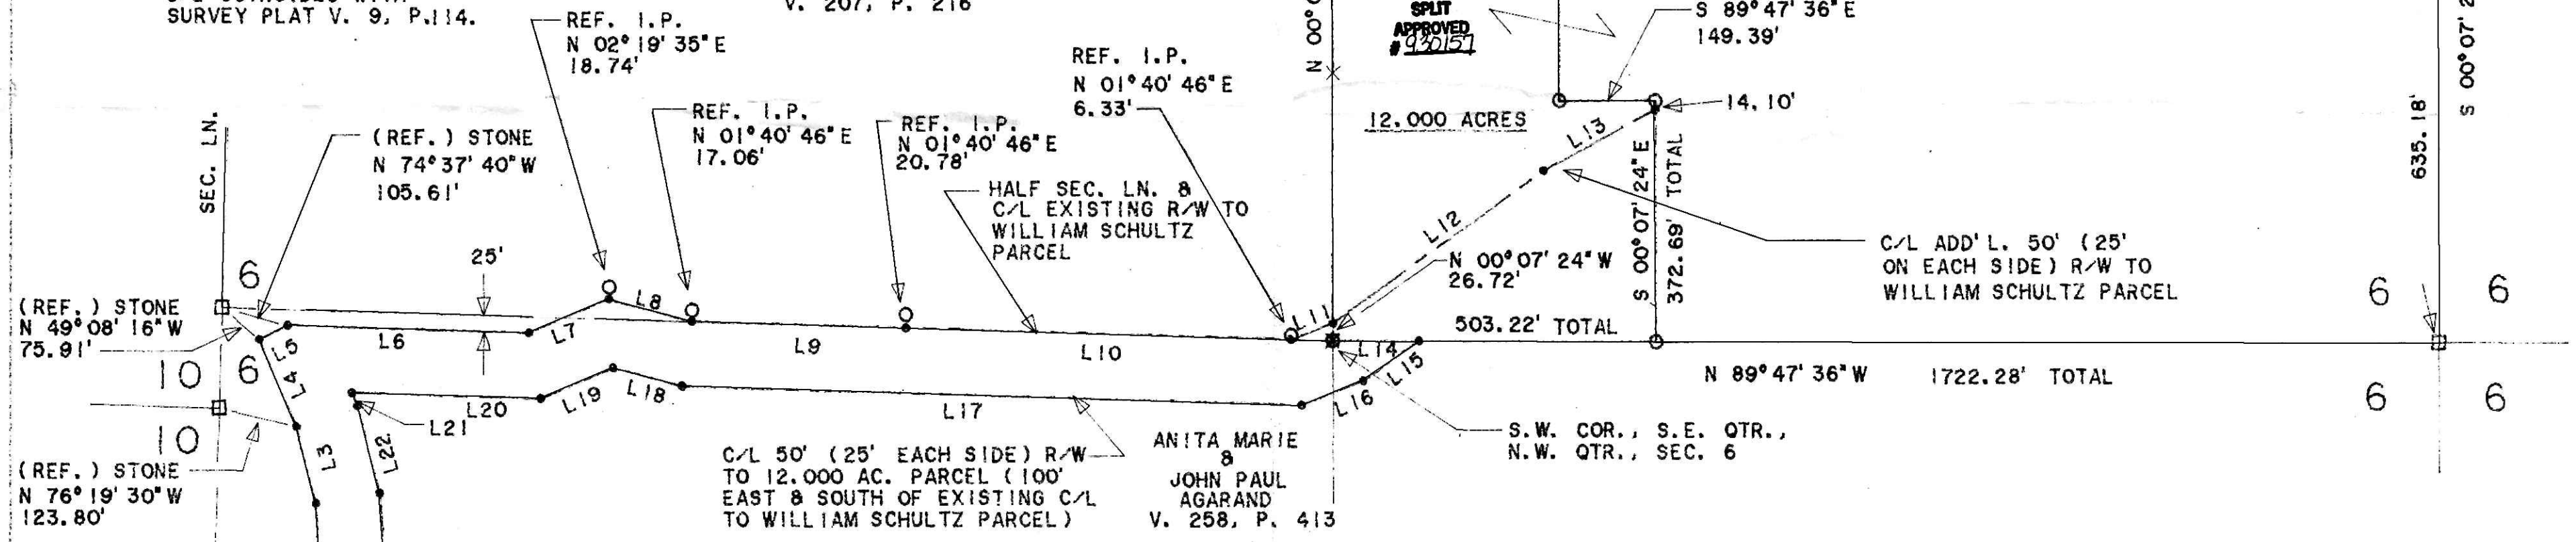 SURVEY PLAT V. 9, P.114.
V. 207, P. 216
REF. I.P.
N 02° 19' 35" E
18.74'
REF. I.P.
N 01° 40' 46" E
6.33'
N 00°
SPLIT
APPROVED
# 930157
S 89° 47' 36" E
149.39'
S 00° 07' 2
SEC. LN.
(REF.) STONE
N 74° 37' 40" W
105.61'
REF. I.P.
N 01° 40' 46" E
17.06'
REF. I.P.
N 01° 40' 46" E
20.78'
HALF SEC. LN. &
C/L EXISTING R/W TO
WILLIAM SCHULTZ
PARCEL
12.000 ACRES
14.10'
L13
L12
S 00° 07' 24" E
372.69' TOTAL
635.18'
C/L ADD'L. 50' (25'
ON EACH SIDE) R/W TO
WILLIAM SCHULTZ PARCEL
N 00° 07' 24" W
26.72'
6
25'
(REF.) STONE
N 49° 08' 16" W
75.91'
L5
L6
L7
L8
L9
L10
L11
503.22' TOTAL
L14
L15
L16
N 89° 47' 36" W
1722.28' TOTAL
6
6
6
6
10
6
L4
L20
L19
L18
L17
L21
10
L3
L22
(REF.) STONE
N 76° 19' 30" W
123.80'
C/L 50' (25' EACH SIDE) R/W
TO 12.000 AC. PARCEL (100'
EAST & SOUTH OF EXISTING C/L
TO WILLIAM SCHULTZ PARCEL)
ANITA MARIE
&
JOHN PAUL
AGARAND
V. 258, P. 413
S.W. COR., S.E. QTR.,
N.W. QTR., SEC. 6